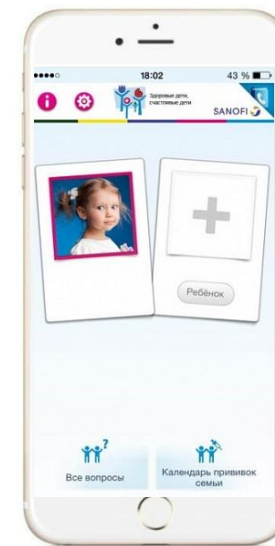 18:02
43 %
Здоровые дети,
счастливые дети
SANOFI
Ребёнок
Все вопросы
Календарь прививок
семьи